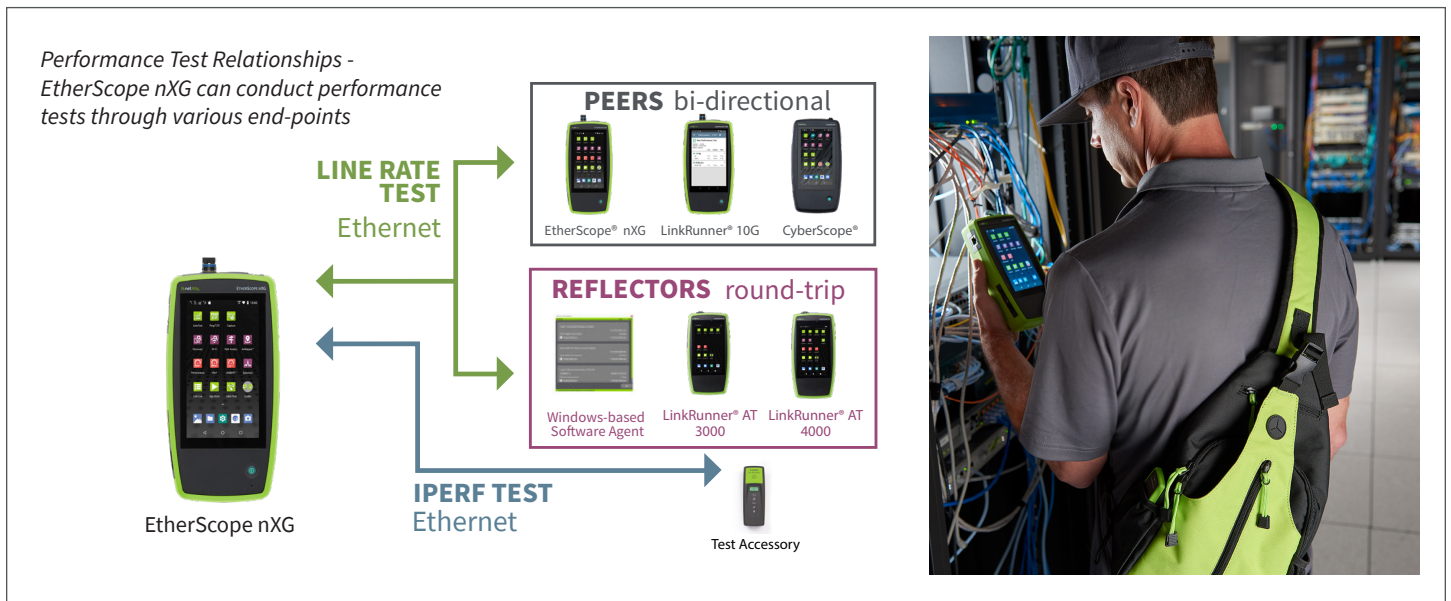 Performance Test Relationships -
EtherScope nXG can conduct performance
tests through various end-points
LINE RATE
TEST
Ethernet
PEERS bi-directional
EtherScope® nXG LinkRunner® 10G CyberScope®
REFLECTORS round-trip
Windows-based
Software Agent
LinkRunner® AT
3000
LinkRunner® AT
4000
IPERF TEST
Ethernet
EtherScope nXG
Test Accessory